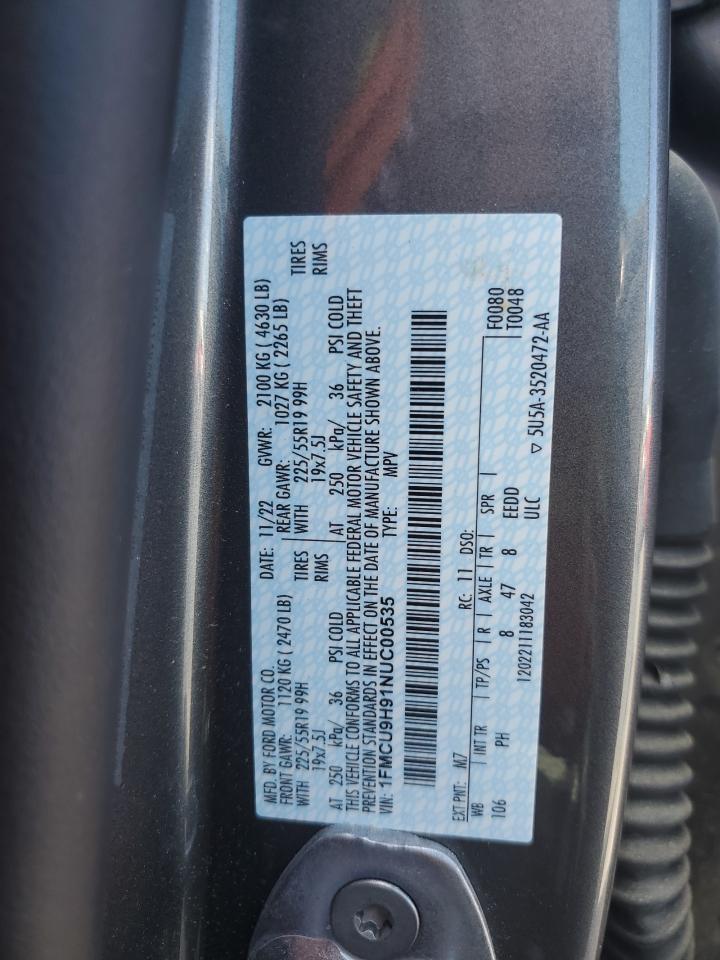 MFD. BY FORD MOTOR CO.
DATE: 11/22 GVWR: 2100 KG ( 4630 LB)
FRONT GAWR: 1120 KG ( 2470 LB) REAR GAWR: 1027 KG ( 2265 LB)
WITH 225/55R19 99H TIRES WITH 225/55R19 99H TIRES
19x7.5J RIMS 19x7.5J RIMS
AT 250 kPa/ 36 PSI COLD AT 250 kPa/ 36 PSI COLD
THIS VEHICLE CONFORMS TO ALL APPLICABLE FEDERAL MOTOR VEHICLE SAFETY AND THEFT
PREVENTION STANDARDS IN EFFECT ON THE DATE OF MANUFACTURE SHOWN ABOVE.
VIN: 1FMCU9H91NUC00535 TYPE: MPV
EXT PNT: M7 RC: 11 DSO: F0080
WB INT TR TP/PS R AXLE TR SPR T0048
106 PH 8 47 8 EEDD
1202211183042 ULC ▽ 5U5A-3520472-AA